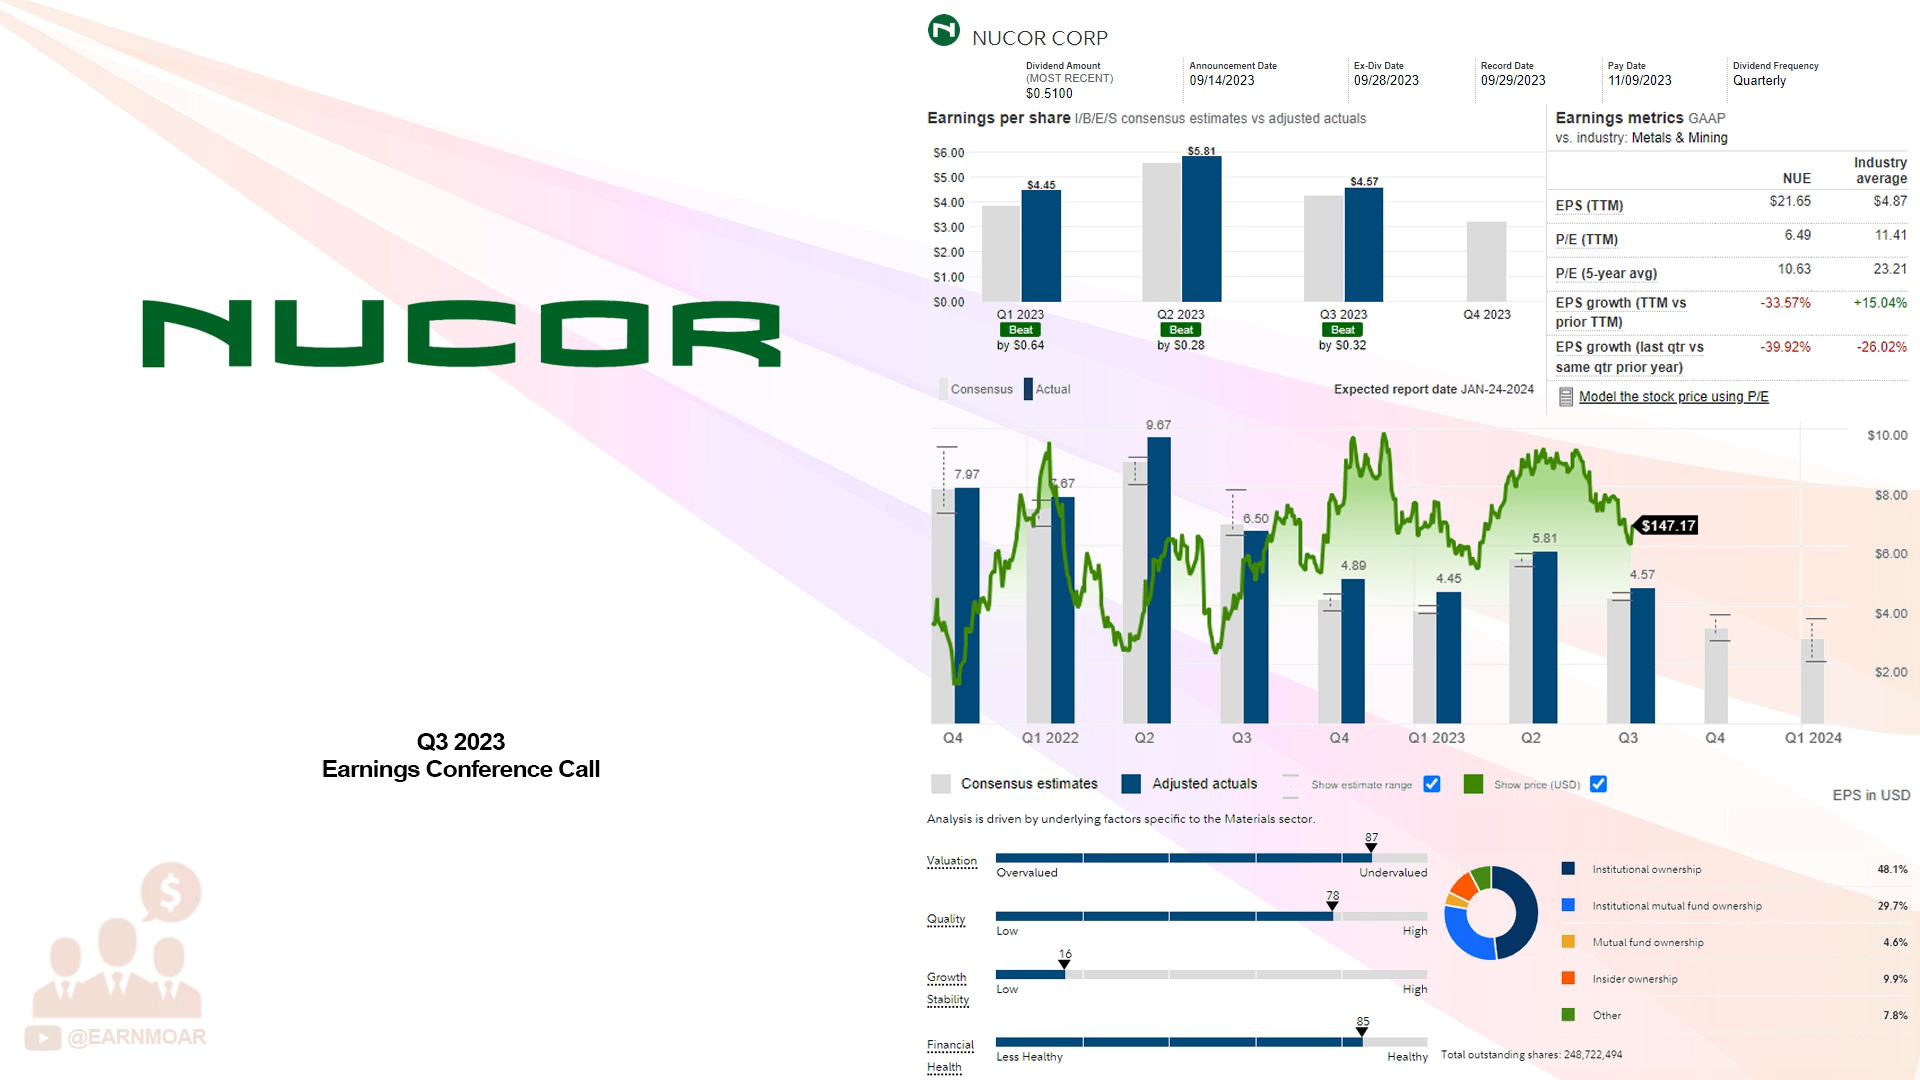 NUCOR
Q3 2023
Earnings Conference Call
$
@EARNMOAR
N
NUCOR CORP
Dividend Amount
(MOST RECENT)
$0.5100
Announcement Date
09/14/2023
Ex-Div Date
09/28/2023
Record Date
09/29/2023
Pay Date
11/09/2023
Dividend Frequency
Quarterly
Earnings per share I/B/E/S consensus estimates vs adjusted actuals
$6.00
$5.00
$4.00
$3.00
$2.00
$1.00
$0.00
$4.45
$5.81
$4.57
Q1 2023
Beat
by $0.64
Q2 2023
Beat
by $0.28
Q3 2023
Beat
by $0.32
Q4 2023
Consensus
Actual
Expected report date JAN-24-2024
Earnings metrics GAAP
vs. industry: Metals & Mining
NUE
Industry
average
EPS (TTM) $21.65 $4.87
P/E (TTM) 6.49 11.41
P/E (5-year avg) 10.63 23.21
EPS growth (TTM vs
prior TTM) -33.57% +15.04%
EPS growth (last qtr vs
same qtr prior year) -39.92% -26.02%
Model the stock price using P/E
7.97
7.67
9.67
6.50
4.89
4.45
5.81
4.57
$147.17
$10.00
$8.00
$6.00
$4.00
$2.00
Q4
Q1 2022
Q2
Q3
Q4
Q1 2023
Q2
Q3
Q4
Q1 2024
Consensus estimates
Adjusted actuals
Show estimate range
Show price (USD)
EPS in USD
Analysis is driven by underlying factors specific to the Materials sector.
Valuation
87
Overvalued
Undervalued
Quality
78
Low
High
Growth
Stability
16
Low
High
Financial
Health
85
Less Healthy
Healthy
Institutional ownership 48.1%
Institutional mutual fund ownership 29.7%
Mutual fund ownership 4.6%
Insider ownership 9.9%
Other 7.8%
Total outstanding shares: 248,722,494